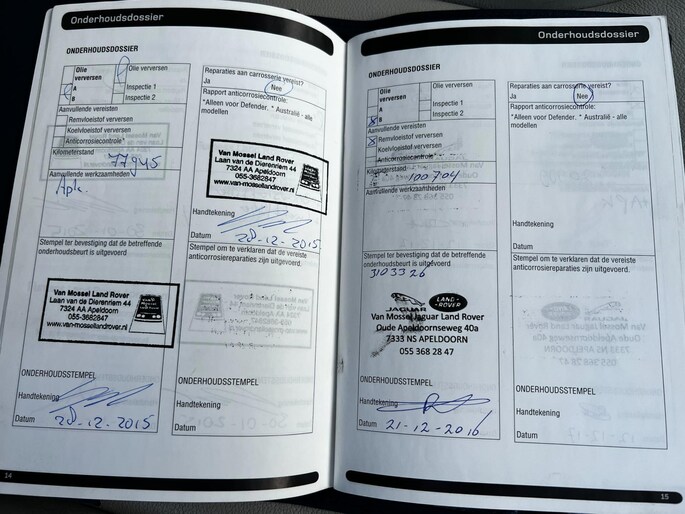 Onderhoudsdossier
ONDERHOUDSDOSSIER
Olie verversen
A
B
Olie verversen
Inspectie 1
Inspectie 2
Aanvullende vereisten
Remvloeistof verversen
Koelvloeistof verversen
Anticorrosiecontrole*
Kilometerstand
77945
Aanvullende werkzaamheden
Apk.
Stempel ter bevestiging dat de betreffende
onderhoudsbeurt is uitgevoerd
Van Mossel Land Rover
Laan van de Dierenriem 44
7324 AA Apeldoorn
055-3682847
www.van-mossellandrover.nl
ONDERHOUDSSTEMPEL
Handtekening
Datum 28-12-2015
Reparaties aan carrosserie vereist?
Ja Nee
Rapport anticorrosiecontrole:
*Alleen voor Defender. * Australië - alle
modellen
Van Mossel Land Rover
Laan van de Dierenriem 44
7324 AA Apeldoorn
055-3682847
www.van-mossellandrover.nl
Handtekening
Datum 28-12-2015
Stempel om te verklaren dat de vereiste
anticorrosiereparaties zijn uitgevoerd.
ONDERHOUDSSTEMPEL
Handtekening
Datum
14
Onderhoudsdossier
ONDERHOUDSDOSSIER
Olie verversen
A
B
Olie verversen
Inspectie 1
Inspectie 2
Aanvullende vereisten
Remvloeistof verversen
Koelvloeistof verversen
Anticorrosiecontrole*
Kilometerstand
100704
Aanvullende werkzaamheden
Stempel ter bevestiging dat de betreffende
onderhoudsbeurt is uitgevoerd
3103326
JAGUAR
LAND-ROVER
Van Mossel Jaguar Land Rover
Oude Apeldoornseweg 40a
7333 NS APELDOORN
055 368 28 47
ONDERHOUDSSTEMPEL
Handtekening
Datum 21-12-2016
Reparaties aan carrosserie vereist?
Ja Nee
Rapport anticorrosiecontrole:
*Alleen voor Defender. * Australië - alle
modellen
Handtekening
Datum
Stempel om te verklaren dat de vereiste
anticorrosiereparaties zijn uitgevoerd.
ONDERHOUDSSTEMPEL
Handtekening
Datum
15